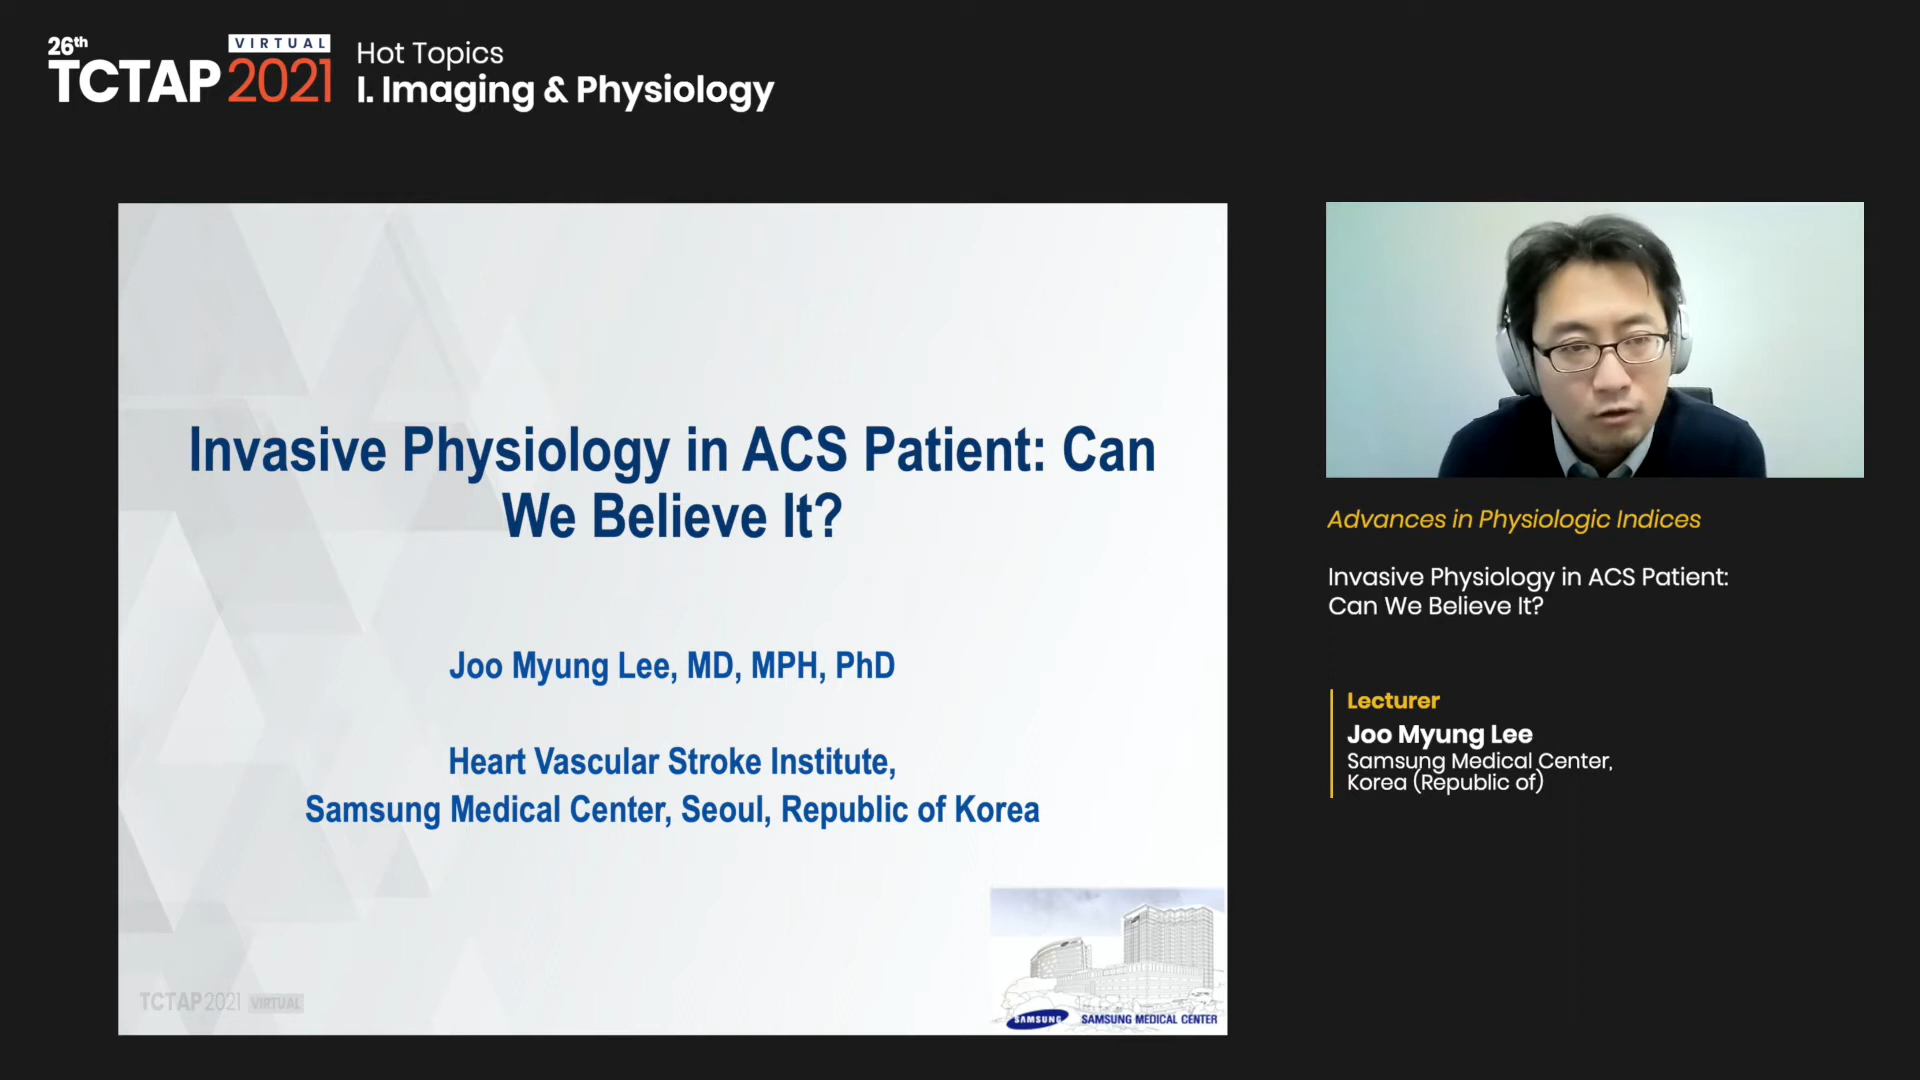 26th
TCTAP 2021
VIRTUAL
Hot Topics
I. Imaging & Physiology
Invasive Physiology in ACS Patient: Can
We Believe It?
Joo Myung Lee, MD, MPH, PhD
Heart Vascular Stroke Institute,
Samsung Medical Center, Seoul, Republic of Korea
TCTAP2021 VIRTUAL
SAMSUNG SAMSUNG MEDICAL CENTER
Advances in Physiologic Indices
Invasive Physiology in ACS Patient:
Can We Believe It?
Lecturer
Joo Myung Lee
Samsung Medical Center,
Korea (Republic of)